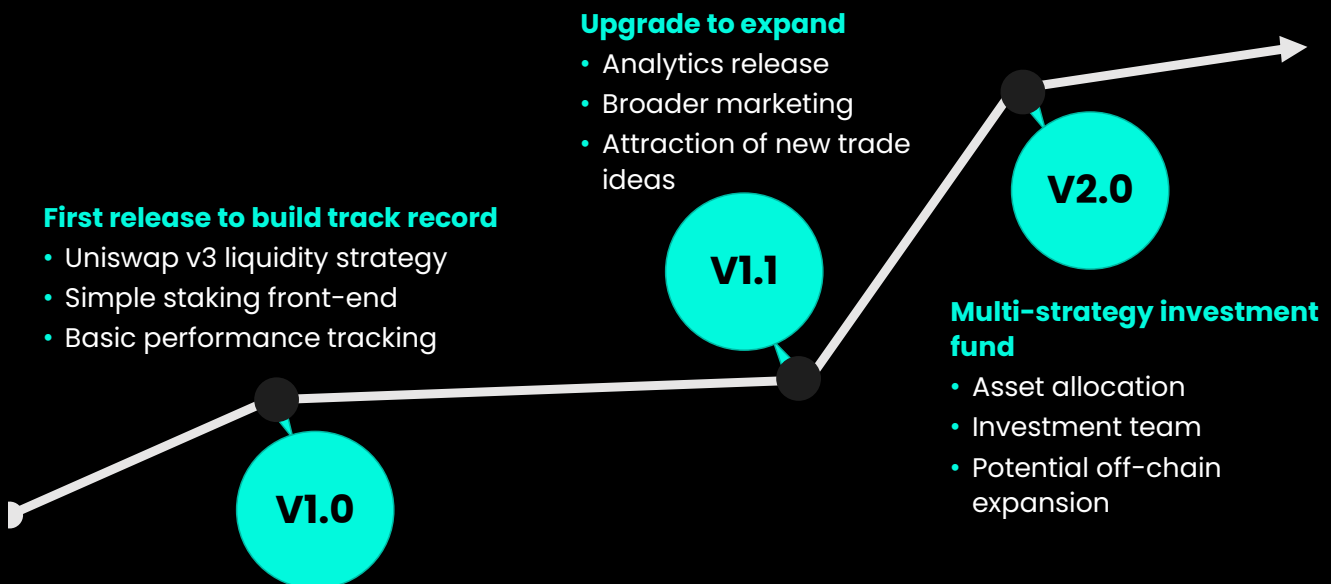 First release to build track record
• Uniswap v3 liquidity strategy
• Simple staking front-end
• Basic performance tracking
V1.0
Upgrade to expand
• Analytics release
• Broader marketing
• Attraction of new trade
ideas
V1.1
V2.0
Multi-strategy investment
fund
• Asset allocation
• Investment team
• Potential off-chain
expansion